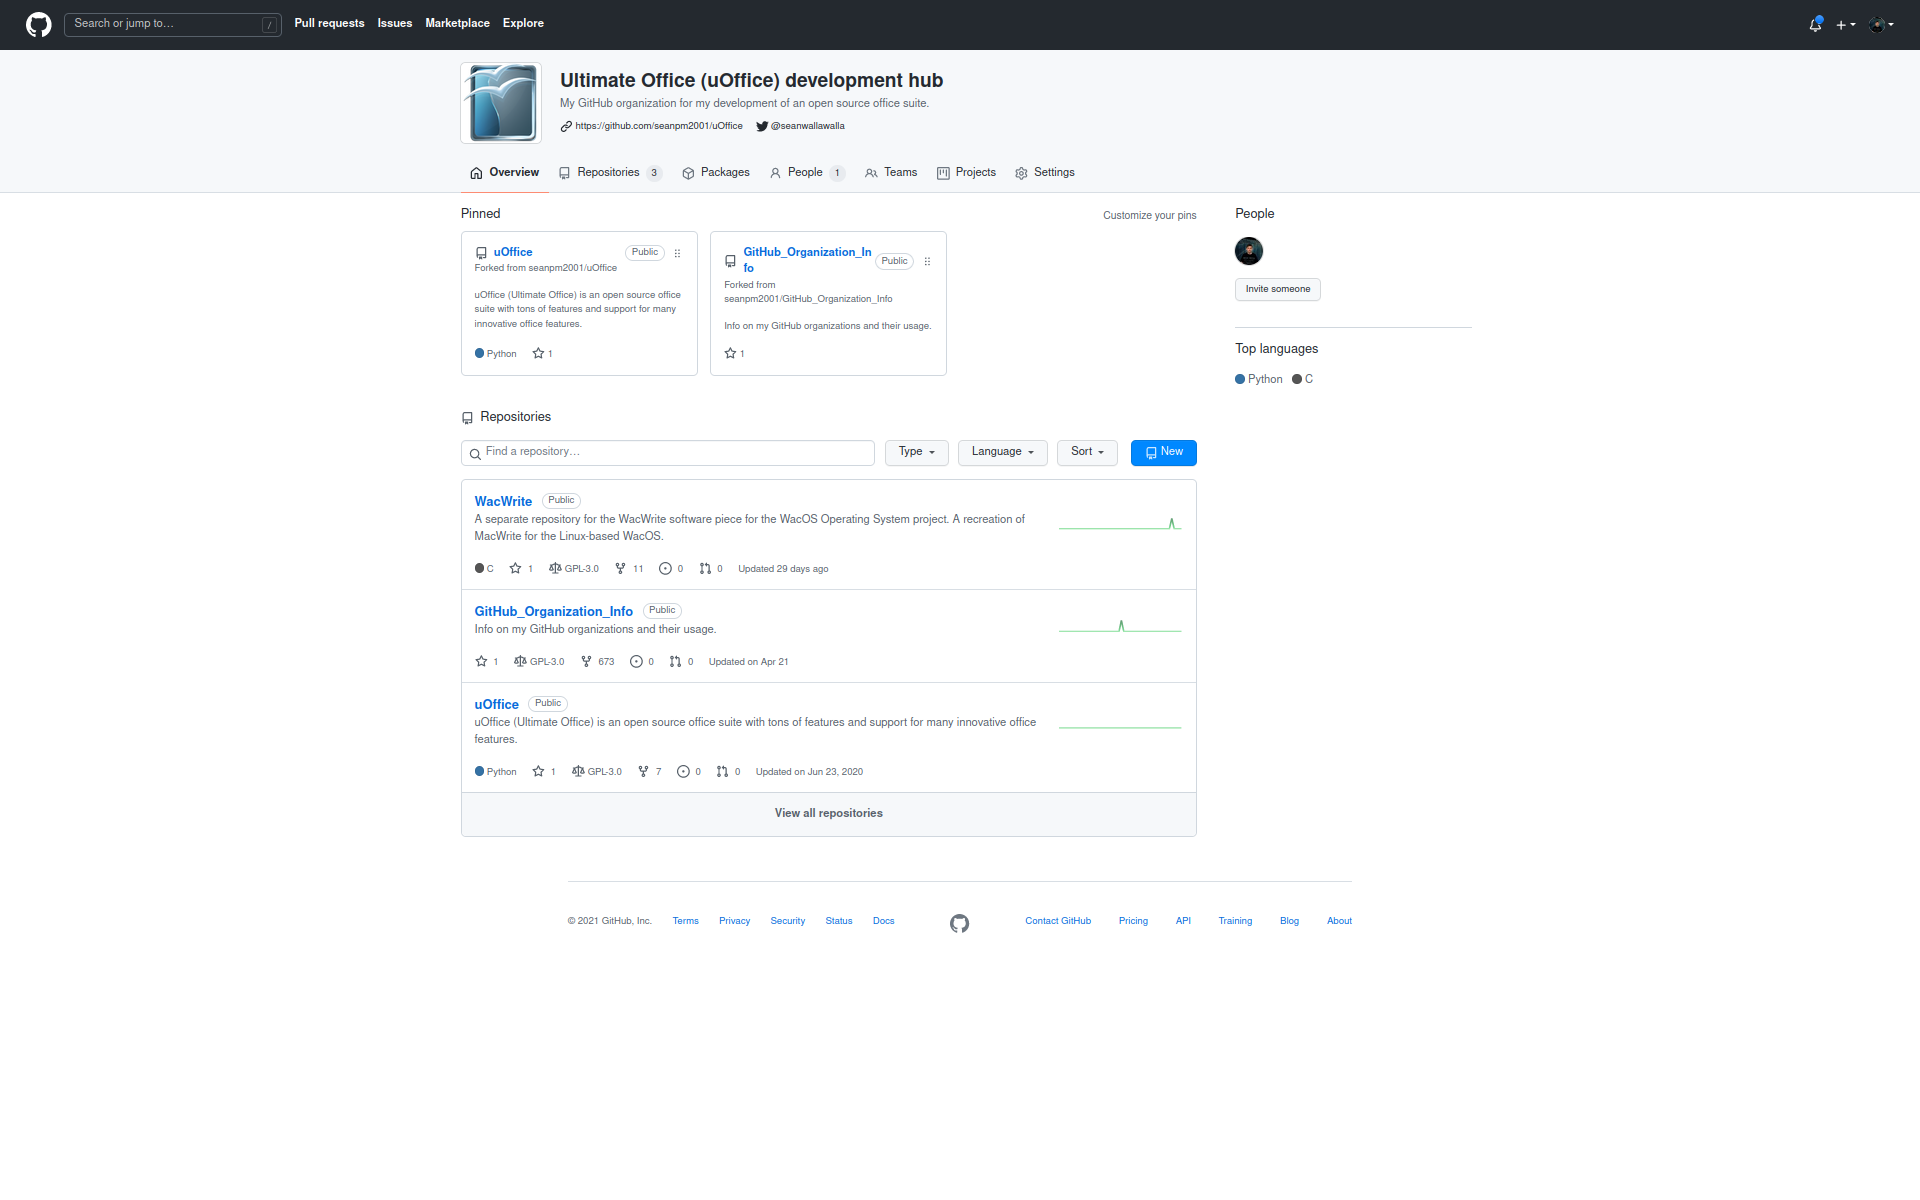 Search or jump to... /
Pull requests Issues Marketplace Explore
Ultimate Office (uOffice) development hub
My GitHub organization for my development of an open source office suite.
https://github.com/seanpm2001/uOffice @seanwallawalla
Overview Repositories 3 Packages People 1 Teams Projects Settings
Pinned
Customize your pins
uOffice Public
Forked from seanpm2001/uOffice
uOffice (Ultimate Office) is an open source office
suite with tons of features and support for many
innovative office features.
Python 1
GitHub_Organization_In
fo
Public
Forked from
seanpm2001/GitHub_Organization_Info
Info on my GitHub organizations and their usage.
1
People
Invite someone
Top languages
Python C
Repositories
Find a repository…
Type Language Sort New
WacWrite Public
A separate repository for the WacWrite software piece for the WacOS Operating System project. A recreation of
MacWrite for the Linux-based WacOS.
C 1 GPL-3.0 11 0 0 Updated 29 days ago
GitHub_Organization_Info Public
Info on my GitHub organizations and their usage.
1 GPL-3.0 673 0 0 Updated on Apr 21
uOffice Public
uOffice (Ultimate Office) is an open source office suite with tons of features and support for many innovative office
features.
Python 1 GPL-3.0 7 0 0 Updated on Jun 23, 2020
View all repositories
© 2021 GitHub, Inc. Terms Privacy Security Status Docs Contact GitHub Pricing API Training Blog About